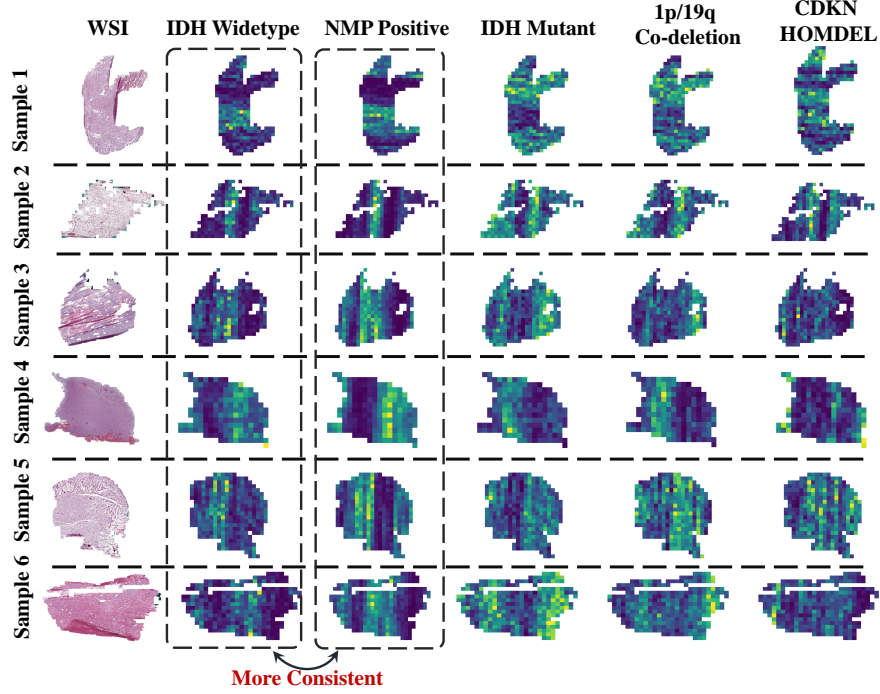 WSI
IDH Widetype
NMP Positive
IDH Mutant
1p/19q
Co-deletion
CDKN
HOMDEL
Sample 1
Sample 2
Sample 3
Sample 4
Sample 5
Sample 6
More Consistent